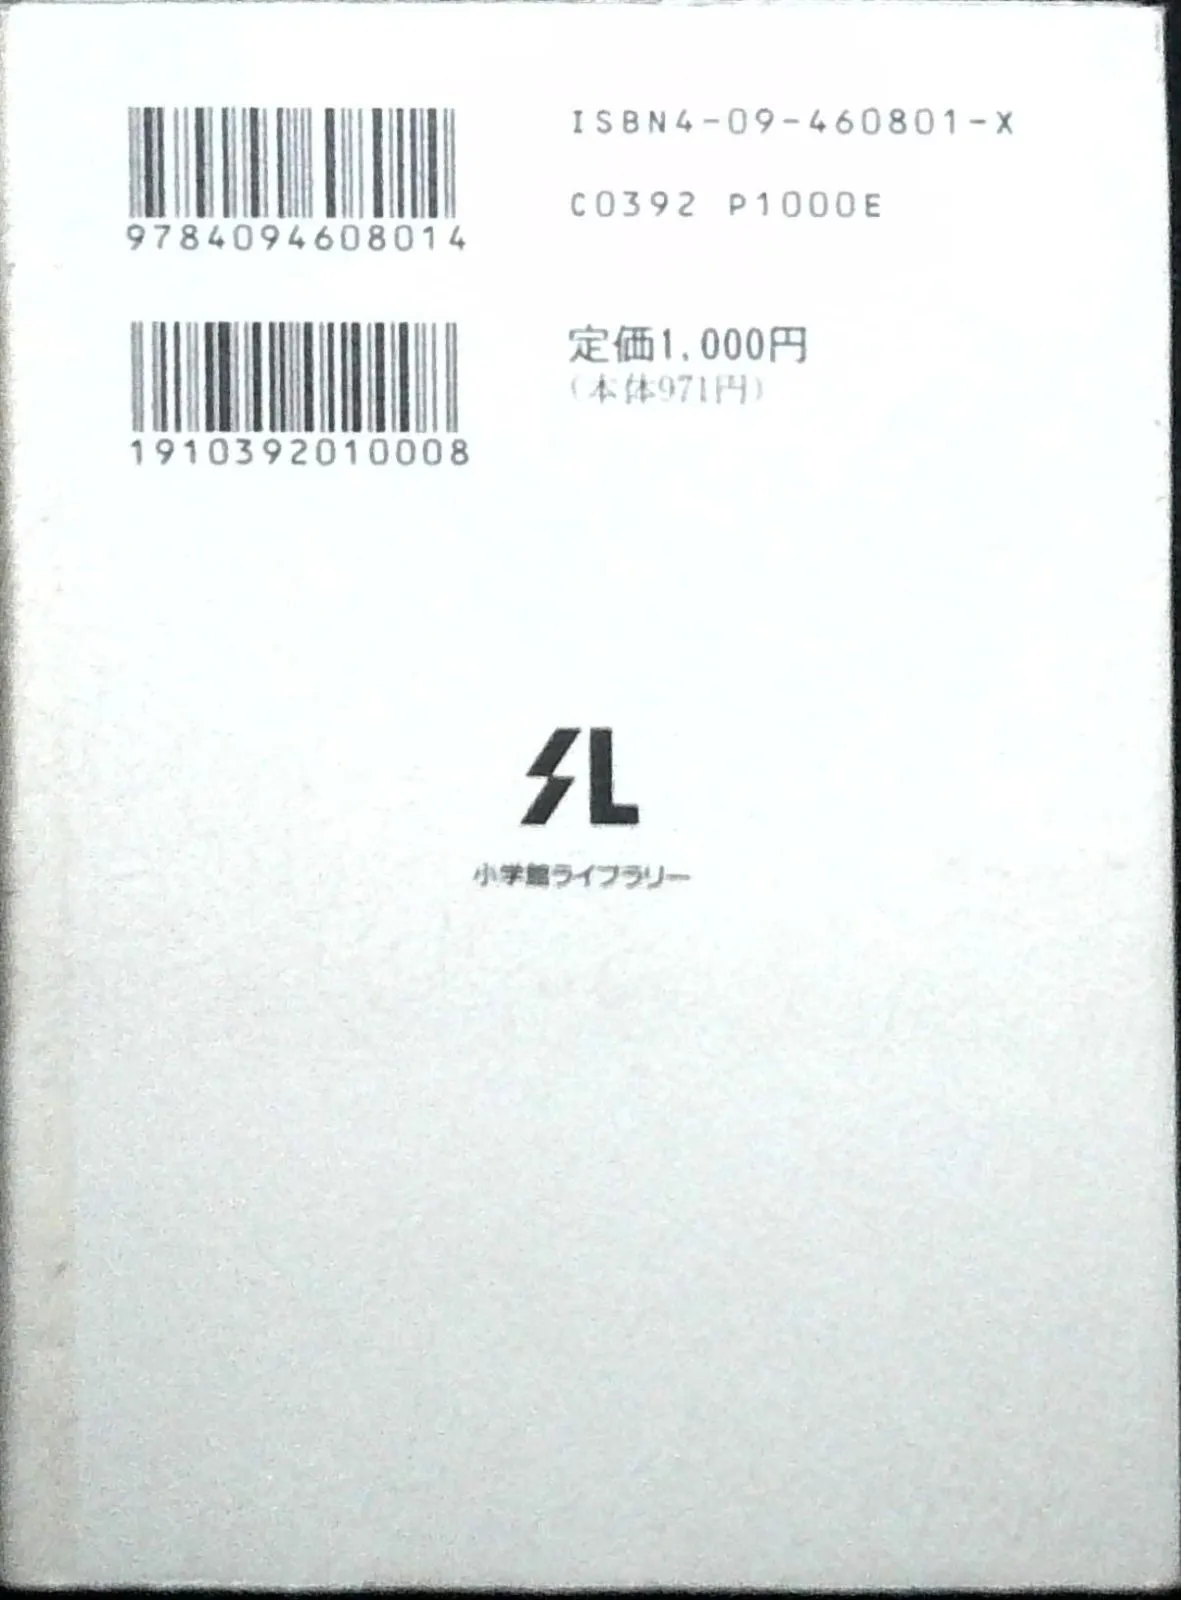 ISBN4-09-460801-X
9784094608014
C0392 P1000E
1910392010008
定価1,000円
(本体971円)
SL
小学館ライブラリー